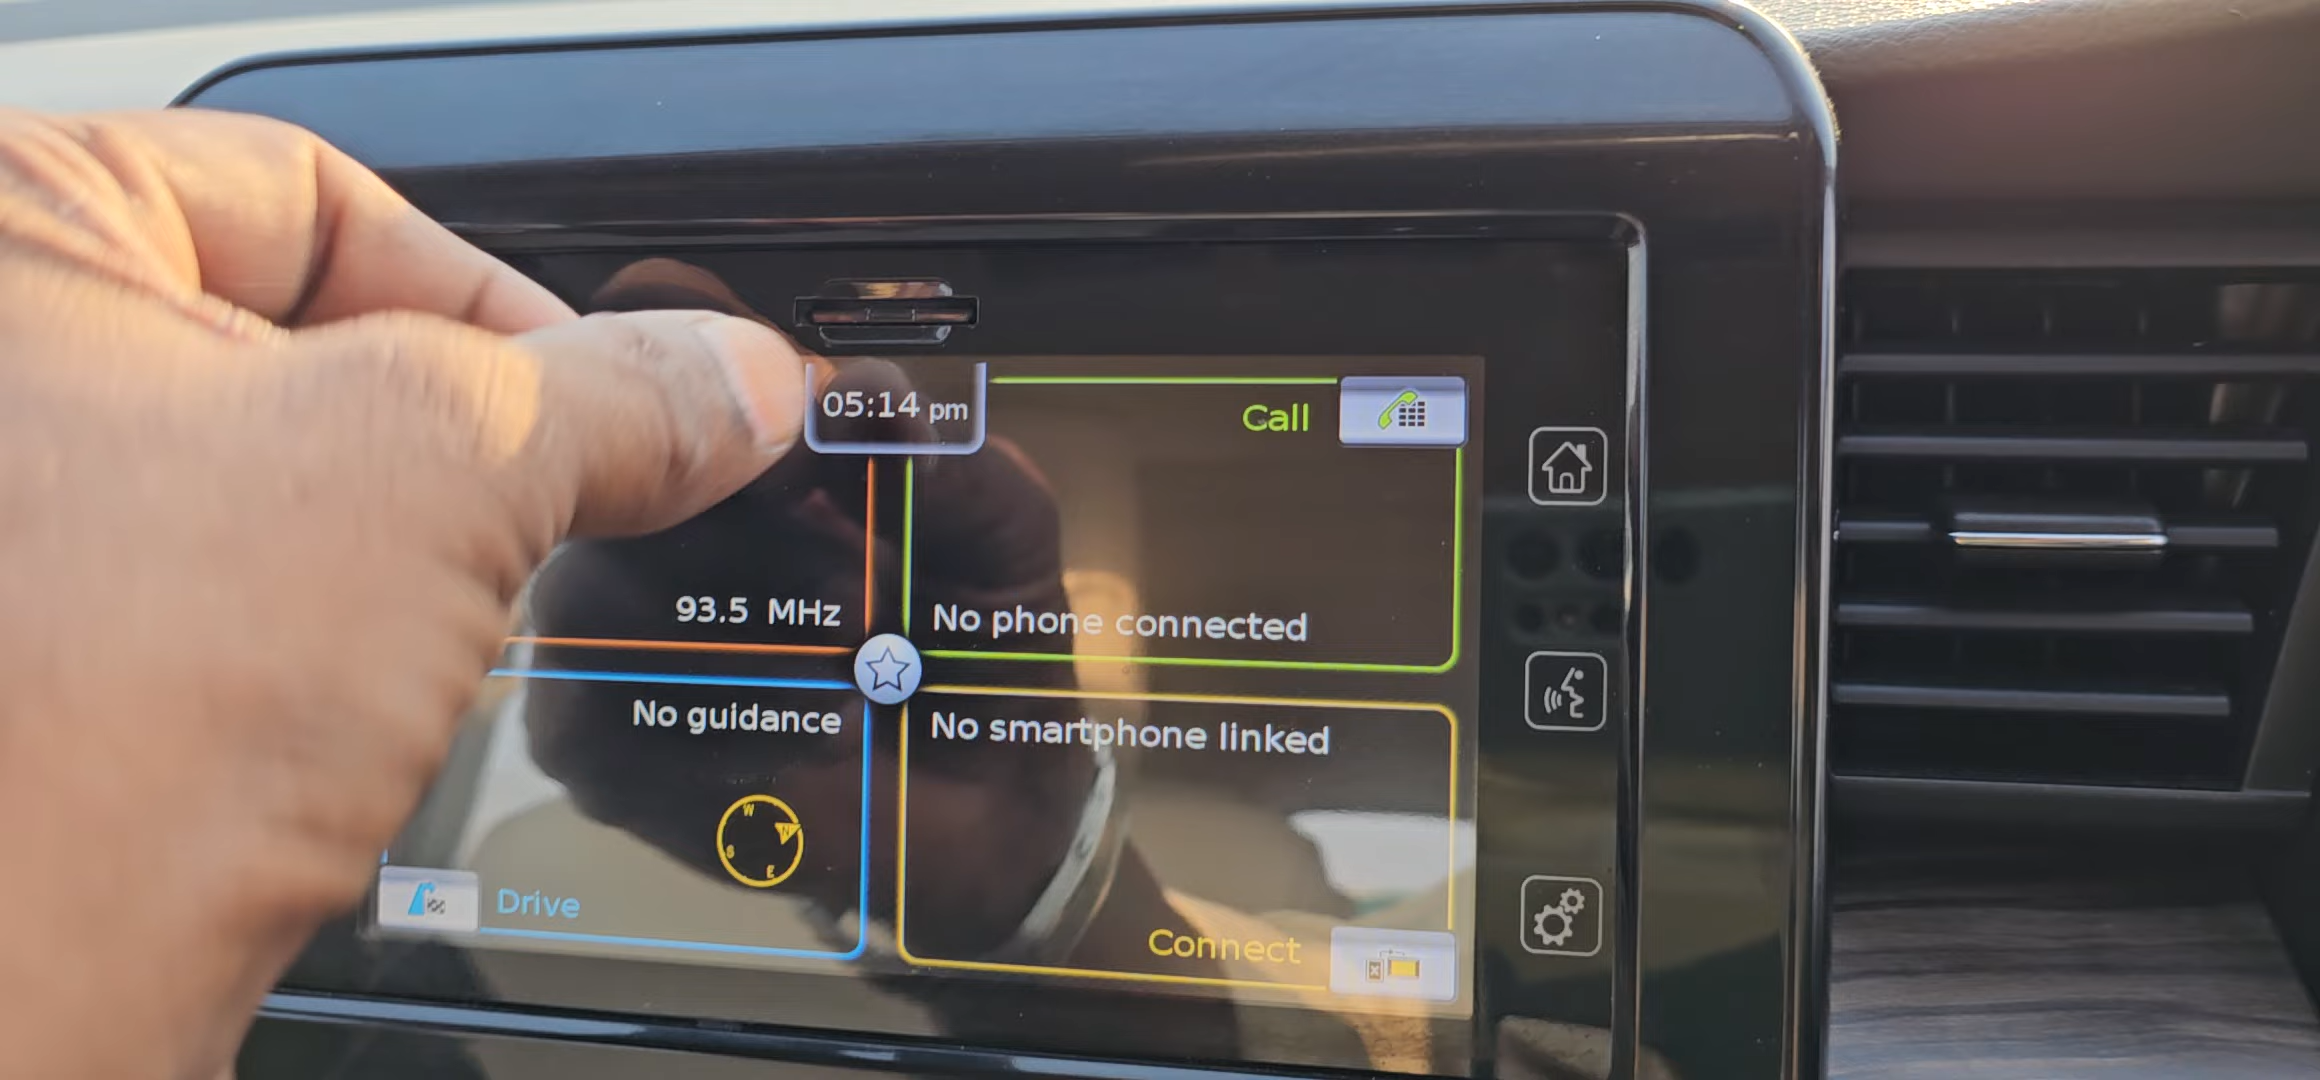 05:14 pm
Call
93.5 MHz
No phone connected
No guidance
No smartphone linked
W
N
S
E
Drive
Connect